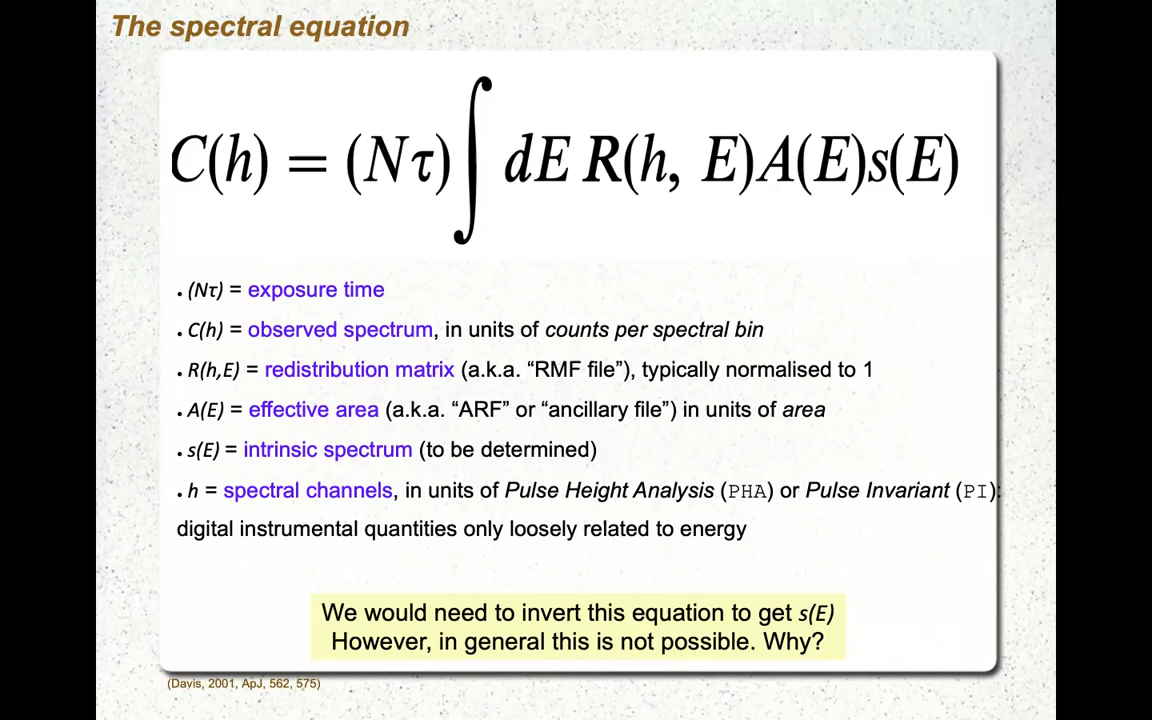 The spectral equation
C(h) = (Nτ)∫ dE R(h, E)A(E)s(E)
• (Nτ) = exposure time
• C(h) = observed spectrum, in units of counts per spectral bin
• R(h,E) = redistribution matrix (a.k.a. “RMF file”), typically normalised to 1
• A(E) = effective area (a.k.a. “ARF” or “ancillary file”) in units of area
• s(E) = intrinsic spectrum (to be determined)
• h = spectral channels, in units of Pulse Height Analysis (PHA) or Pulse Invariant (PI):
digital instrumental quantities only loosely related to energy
We would need to invert this equation to get s(E)
However, in general this is not possible. Why?
(Davis, 2001, ApJ, 562, 575)